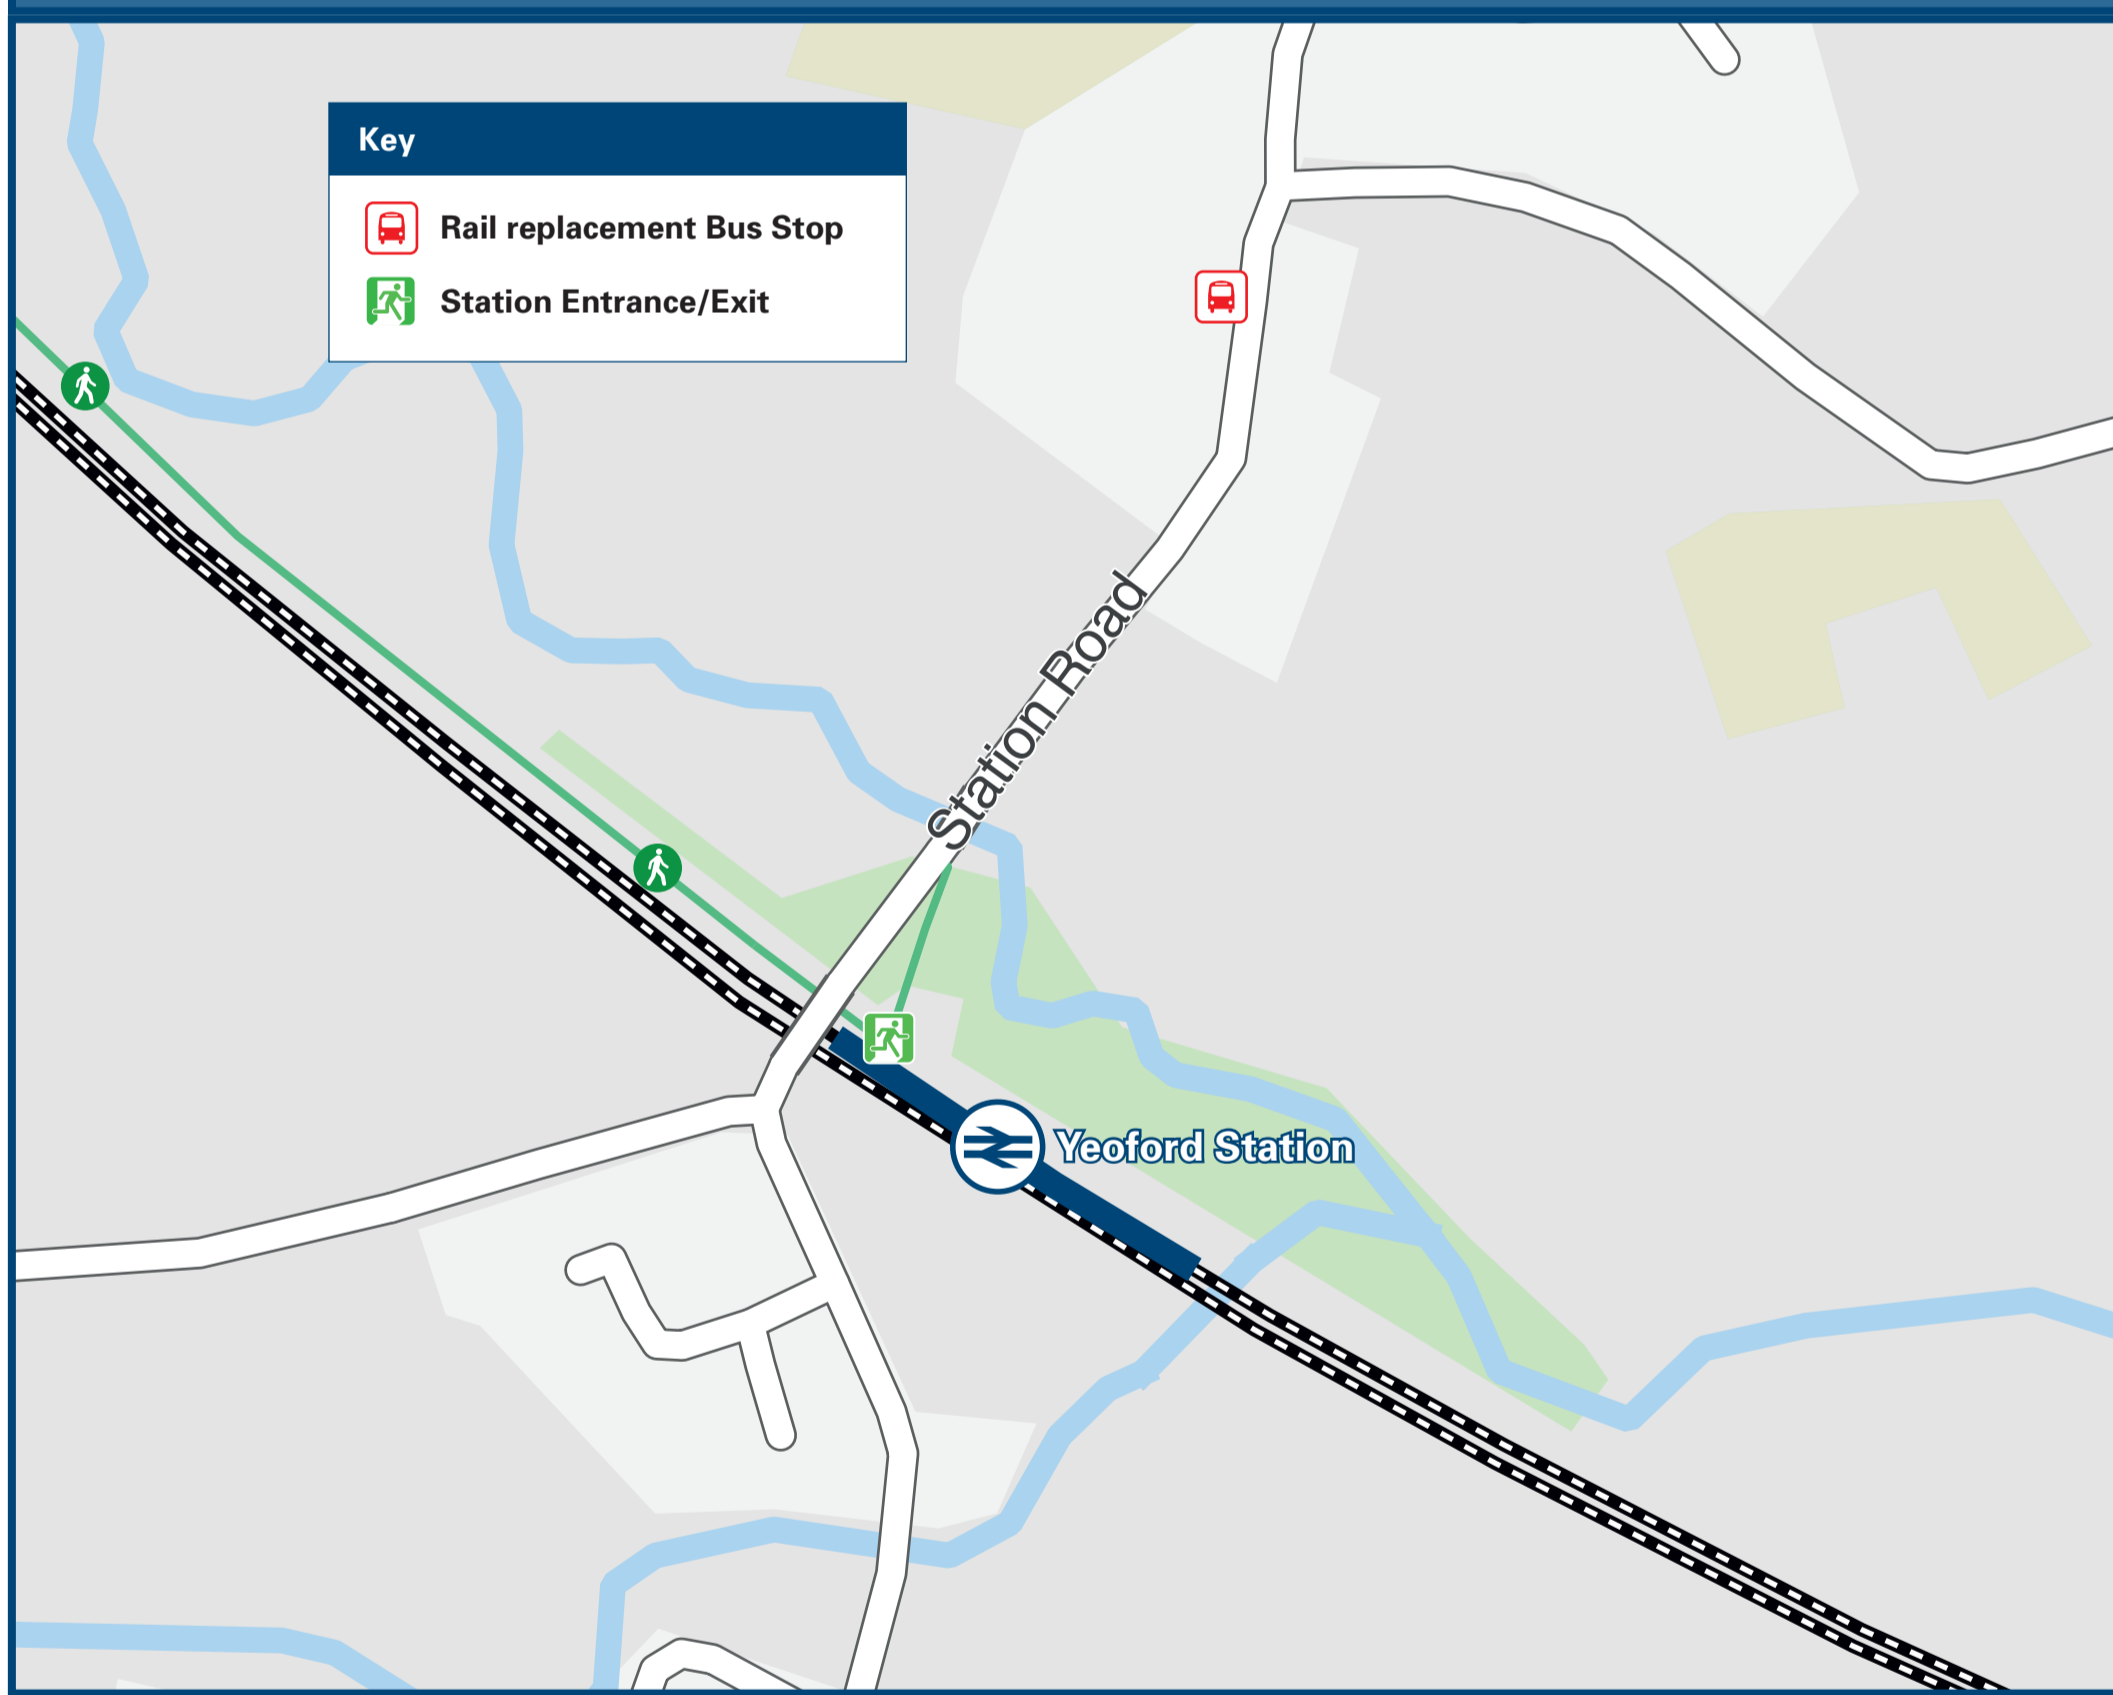 Key
Rail replacement Bus Stop
Station Entrance/Exit
Station Road
Yeoford Station